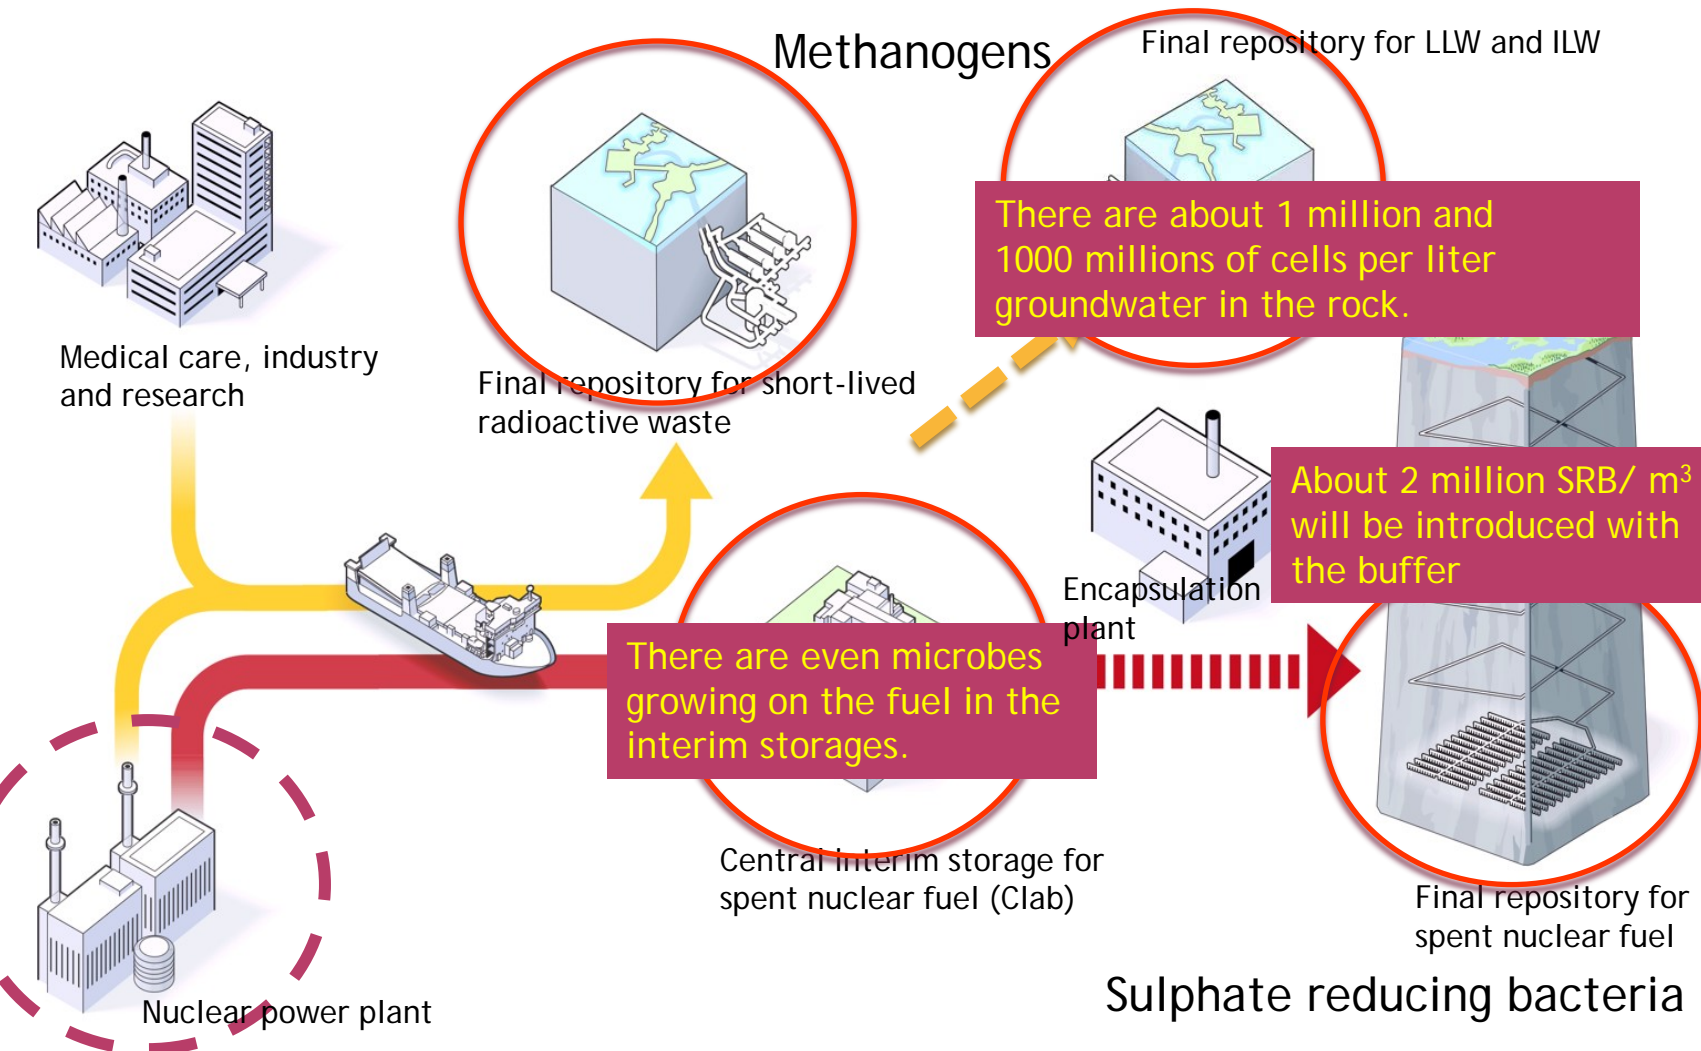 Methanogens
Final repository for LLW and ILW
There are about 1 million and
1000 millions of cells per liter
groundwater in the rock.
Medical care, industry
and research
Final repository for short-lived
radioactive waste
About 2 million SRB/ m³
will be introduced with
the buffer
Encapsulation
plant
There are even microbes
growing on the fuel in the
interim storages.
Central interim storage for
spent nuclear fuel (Clab)
Final repository for
spent nuclear fuel
Sulphate reducing bacteria
Nuclear power plant